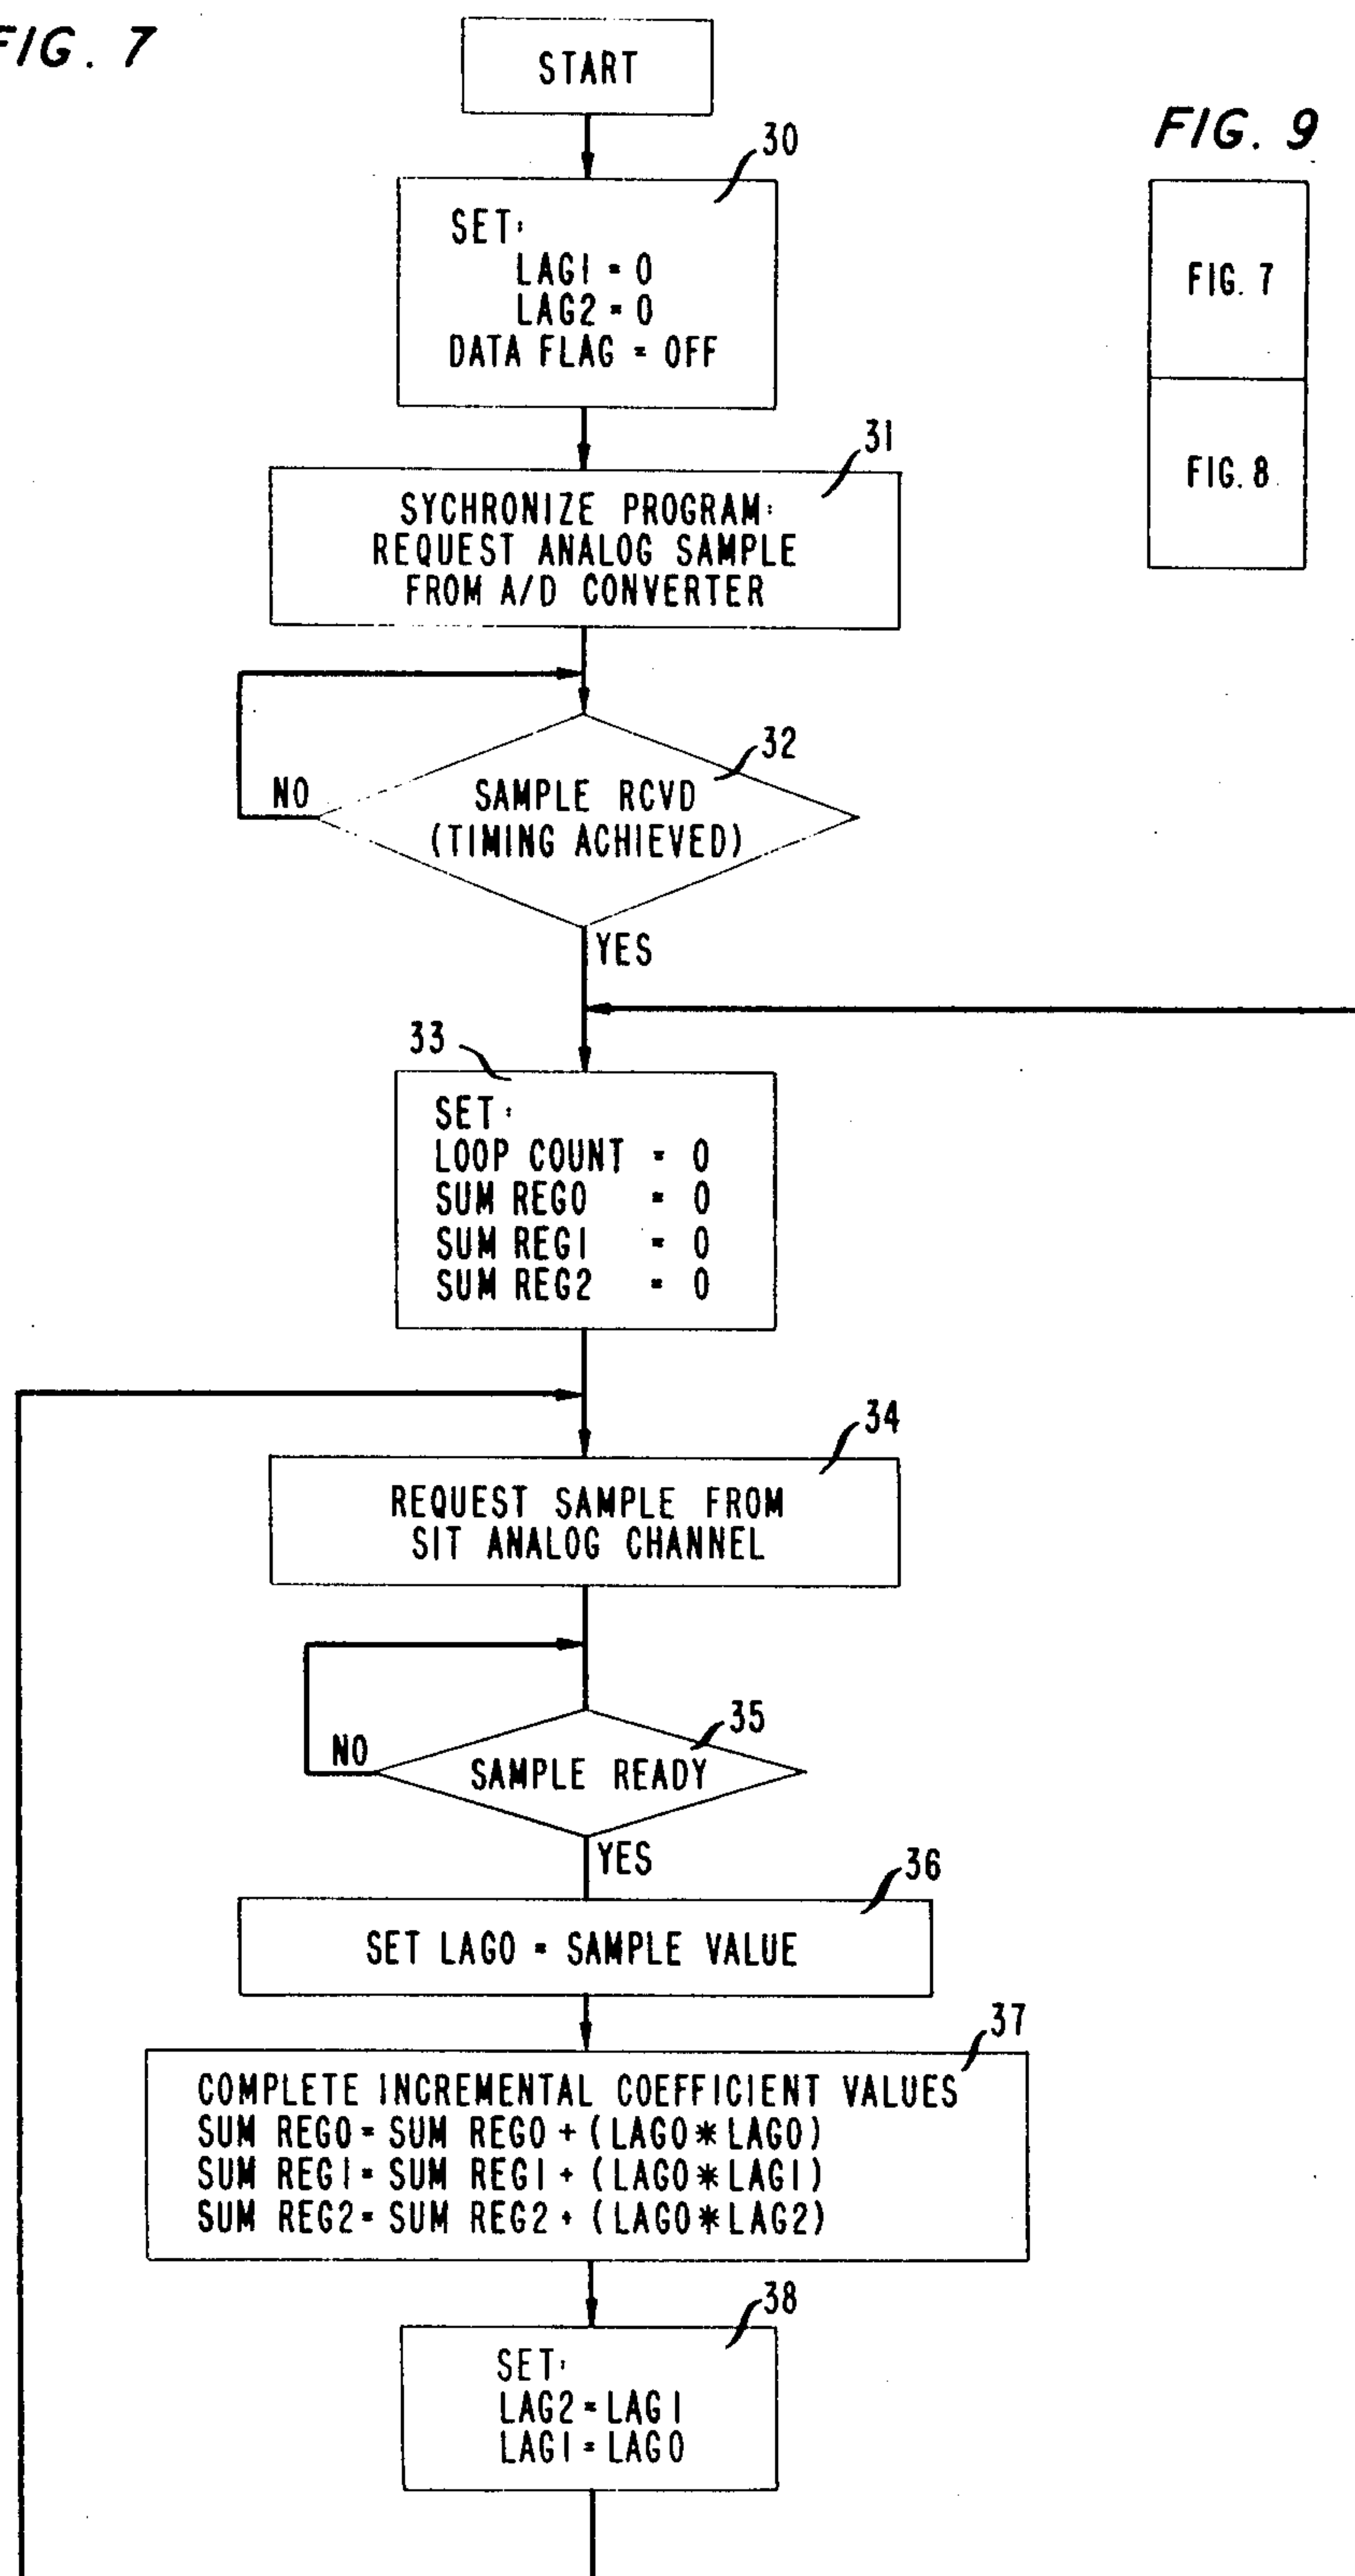 FIG. 7
START
30
SET:
LAG1 = 0
LAG2 = 0
DATA FLAG = OFF
31
SYCHRONIZE PROGRAM:
REQUEST ANALOG SAMPLE
FROM A/D CONVERTER
32
SAMPLE RCVD
(TIMING ACHIEVED)
NO
YES
33
SET:
LOOP COUNT = 0
SUM REG0 = 0
SUM REG1 = 0
SUM REG2 = 0
34
REQUEST SAMPLE FROM
SIT ANALOG CHANNEL
35
SAMPLE READY
NO
YES
36
SET LAG0 = SAMPLE VALUE
37
COMPLETE INCREMENTAL COEFFICIENT VALUES
SUM REG0 = SUM REG0 + (LAG0 * LAG0)
SUM REG1 = SUM REG1 + (LAG0 * LAG1)
SUM REG2 = SUM REG2 + (LAG0 * LAG2)
38
SET:
LAG2 = LAG1
LAG1 = LAG0
FIG. 9
FIG. 7
FIG. 8